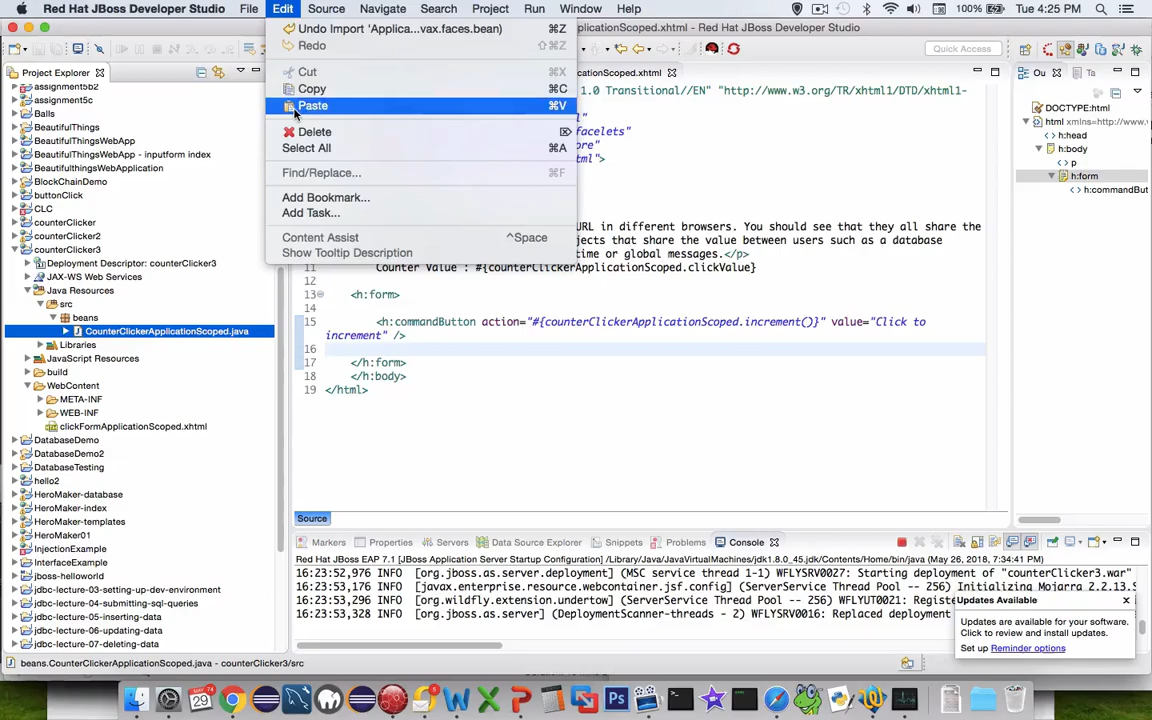 Red Hat JBoss Developer Studio File Edit Source Navigate Search Project Run Window Help 100% Tue 4:25 PM
pplicationScoped.xhtml - Red Hat JBoss Developer Studio
Quick Access
Undo Import 'Applica...vax.faces.bean) ⌘Z
Redo ⇧⌘Z
Cut ⌘X
Copy ⌘C
Paste ⌘V
Delete ⌦
Select All ⌘A
Find/Replace... ⌘F
Add Bookmark...
Add Task...
Content Assist ^Space
Show Tooltip Description
Project Explorer
assignment5b2
assignment5c
Balls
BeautifulThings
BeautifulThingsWebApp
BeautifulThingsWebApp - inputform index
BeautifulthingsWebApplication
BlockChainDemo
buttonClick
CLC
counterClicker
counterClicker2
counterClicker3
Deployment Descriptor: counterClicker3
JAX-WS Web Services
Java Resources
src
beans
CounterClickerApplicationScoped.java
Libraries
JavaScript Resources
build
WebContent
META-INF
WEB-INF
clickFormApplicationScoped.xhtml
DatabaseDemo
DatabaseDemo2
DatabaseTesting
hello2
HeroMaker-database
HeroMaker-index
HeroMaker-templates
HeroMaker01
InjectionExample
InterfaceExample
jboss-helloworld
jdbc-lecture-03-setting-up-dev-environment
jdbc-lecture-04-submitting-sql-queries
jdbc-lecture-05-inserting-data
jdbc-lecture-06-updating-data
jdbc-lecture-07-deleting-data
cationScoped.xhtml
1.0 Transitional//EN" "http://www.w3.org/TR/xhtml1/DTD/xhtml1-
"
facelets"
ore"
ml">
URL in different browsers. You should see that they all share the
jects that share the value between users such as a database
time or global messages.</p>
11 Counter Value : #{counterClickerApplicationScoped.clickValue}
12
13 <h:form>
14
15 <h:commandButton action="#{counterClickerApplicationScoped.increment()}" value="Click to
increment" />
16
17 </h:form>
18 </h:body>
19 </html>
Source
Ou Ta
DOCTYPE:html
html xmlns=http://www.
h:head
h:body
p
h:form
h:commandBut
Markers Properties Servers Data Source Explorer Snippets Problems Console
Red Hat JBoss EAP 7.1 [JBoss Application Server Startup Configuration] /Library/Java/JavaVirtualMachines/jdk1.8.0_45.jdk/Contents/Home/bin/java (May 26, 2018, 7:34:41 PM)
16:23:52,976 INFO [org.jboss.as.server.deployment] (MSC service thread 1-1) WFLYSRV0027: Starting deployment of "counterClicker3.war"
16:23:53,176 INFO [javax.enterprise.resource.webcontainer.jsf.config] (ServerService Thread Pool -- 256) Initializing Mojarra 2.2.13.S
16:23:53,296 INFO [org.wildfly.extension.undertow] (ServerService Thread Pool -- 256) WFLYUT0021: Registe
16:23:53,328 INFO [org.jboss.as.server] (DeploymentScanner-threads - 2) WFLYSRV0016: Replaced deployment
Updates Available
Updates are available for your software.
Click to review and install updates.
Set up Reminder options
beans.CounterClickerApplicationScoped.java - counterClicker3/src